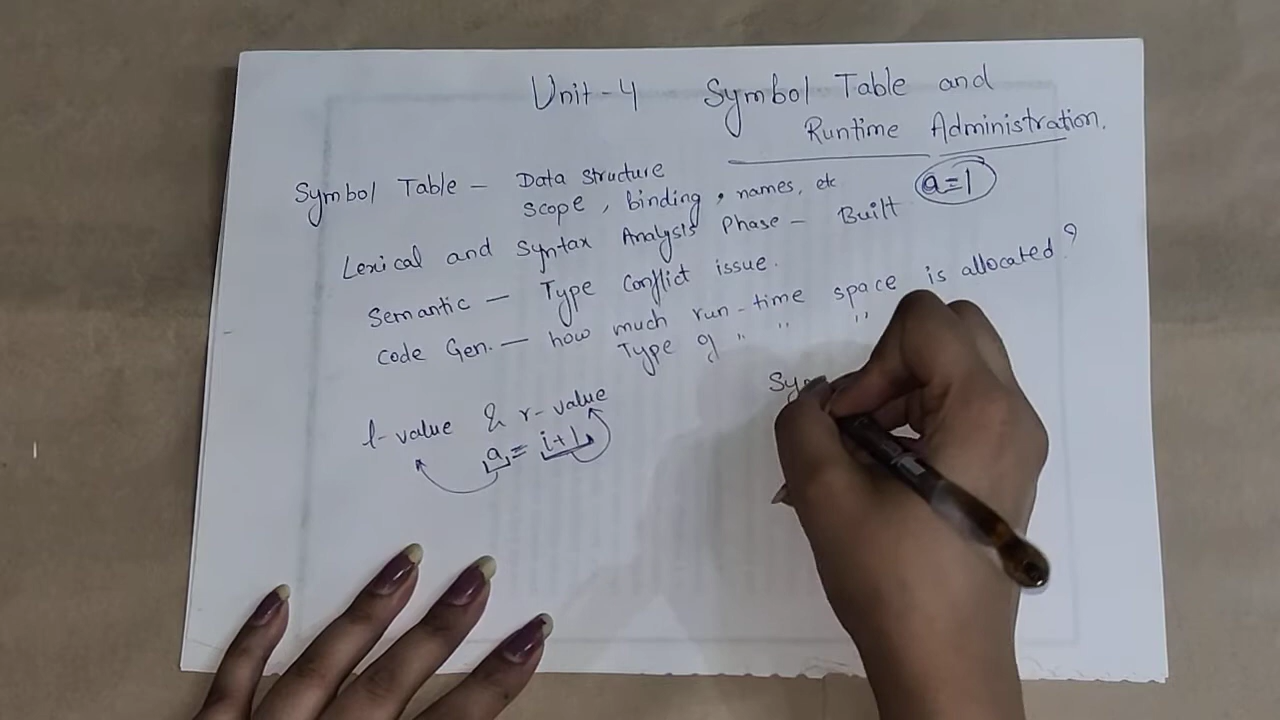 Unit-4 Symbol Table and
Runtime Administration.
Symbol Table - Data Structure
Scope, binding, names, etc
a=1
Lexical and Syntax Analysis Phase - Built
Semantic - Type Conflict issue.
Code Gen. - how much run-time space is allocated?
Type of " " "
l-value & r-value
a = i+1
Sy